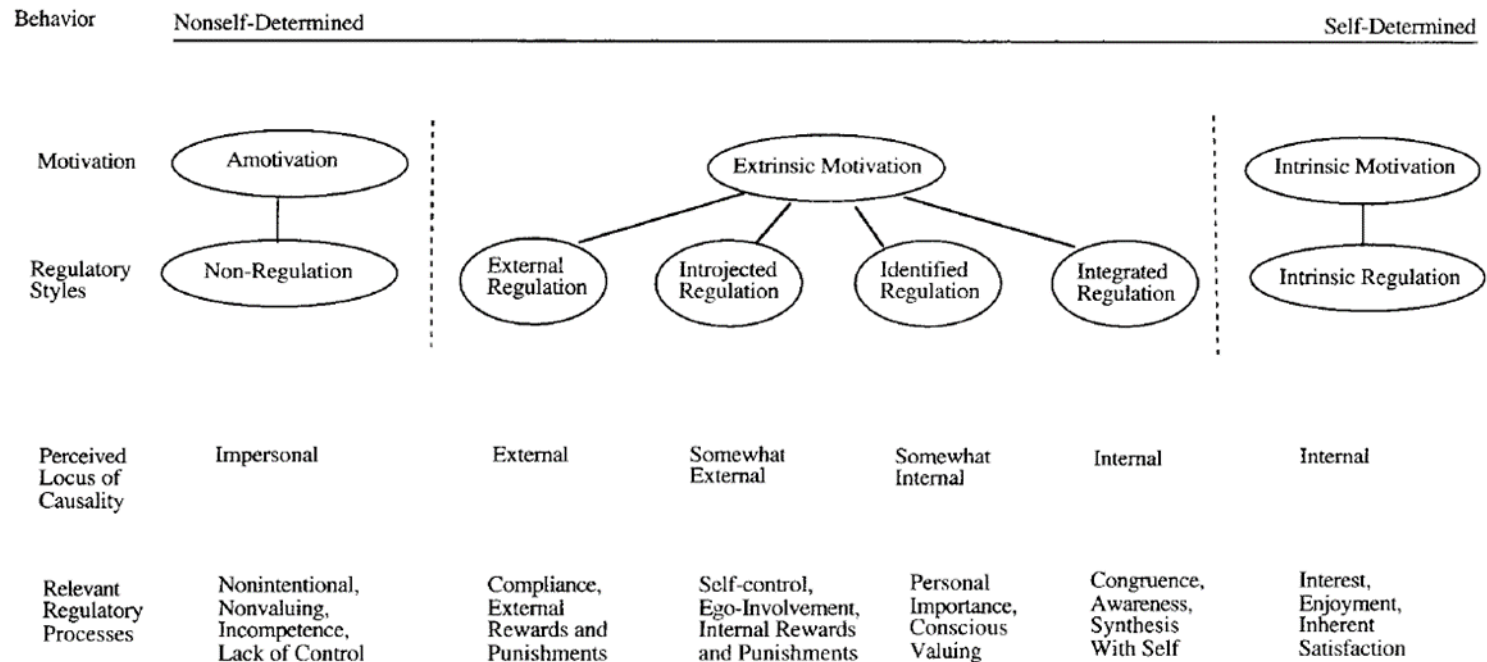 Behavior
Nonself-Determined
Self-Determined
Motivation
Amotivation
Extrinsic Motivation
Intrinsic Motivation
Regulatory
Styles
Non-Regulation
External
Regulation
Introjected
Regulation
Identified
Regulation
Integrated
Regulation
Intrinsic Regulation
Perceived
Locus of
Causality
Impersonal
External
Somewhat
External
Somewhat
Internal
Internal
Internal
Relevant
Regulatory
Processes
Nonintentional,
Nonvaluing,
Incompetence,
Lack of Control
Compliance,
External
Rewards and
Punishments
Self-control,
Ego-Involvement,
Internal Rewards
and Punishments
Personal
Importance,
Conscious
Valuing
Congruence,
Awareness,
Synthesis
With Self
Interest,
Enjoyment,
Inherent
Satisfaction